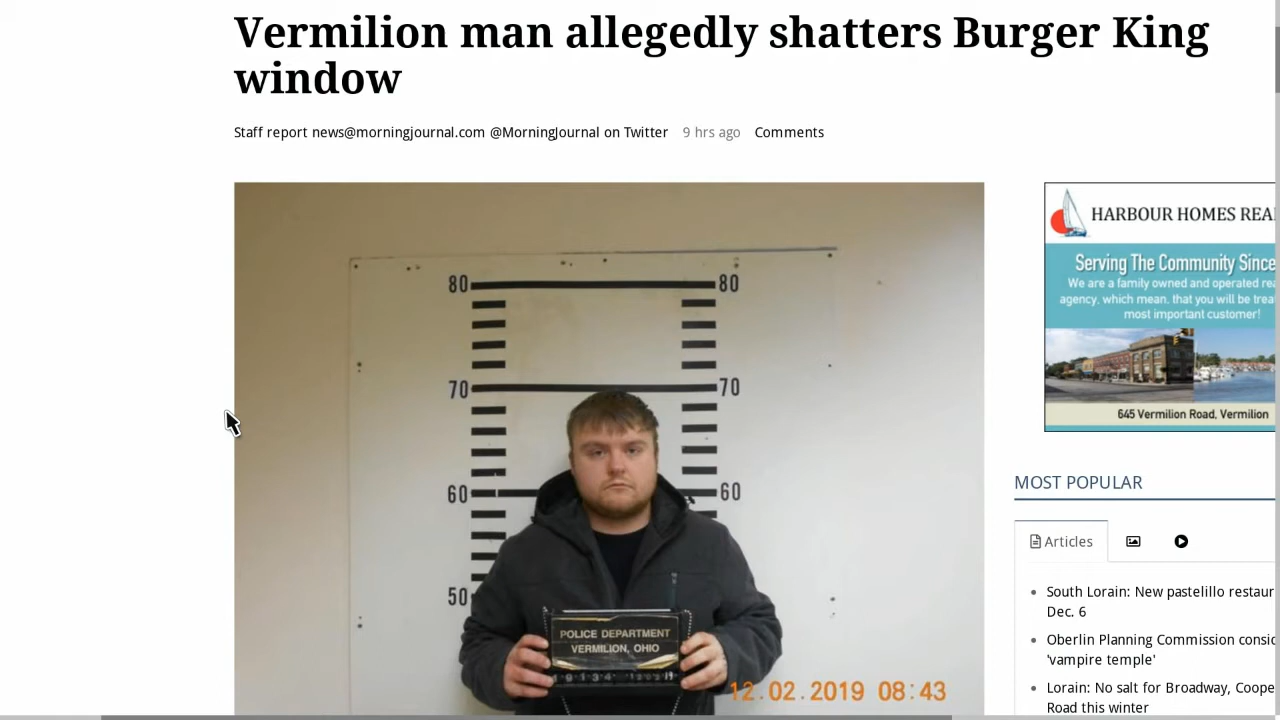 Vermilion man allegedly shatters Burger King
window
Staff report news@morningjournal.com @MorningJournal on Twitter 9 hrs ago Comments
HARBOUR HOMES REA
Serving The Community Since
We are a family owned and operated rea
agency, which mean. that you will be trea
most important customer!
645 Vermilion Road, Vermilion
80 80
70 70
60 60
50
POLICE DEPARTMENT
VERMILION, OHIO
12.02.2019 08:43
MOST POPULAR
Articles
South Lorain: New pastelillo restaur
Dec. 6
Oberlin Planning Commission consid
'vampire temple'
Lorain: No salt for Broadway, Coope
Road this winter